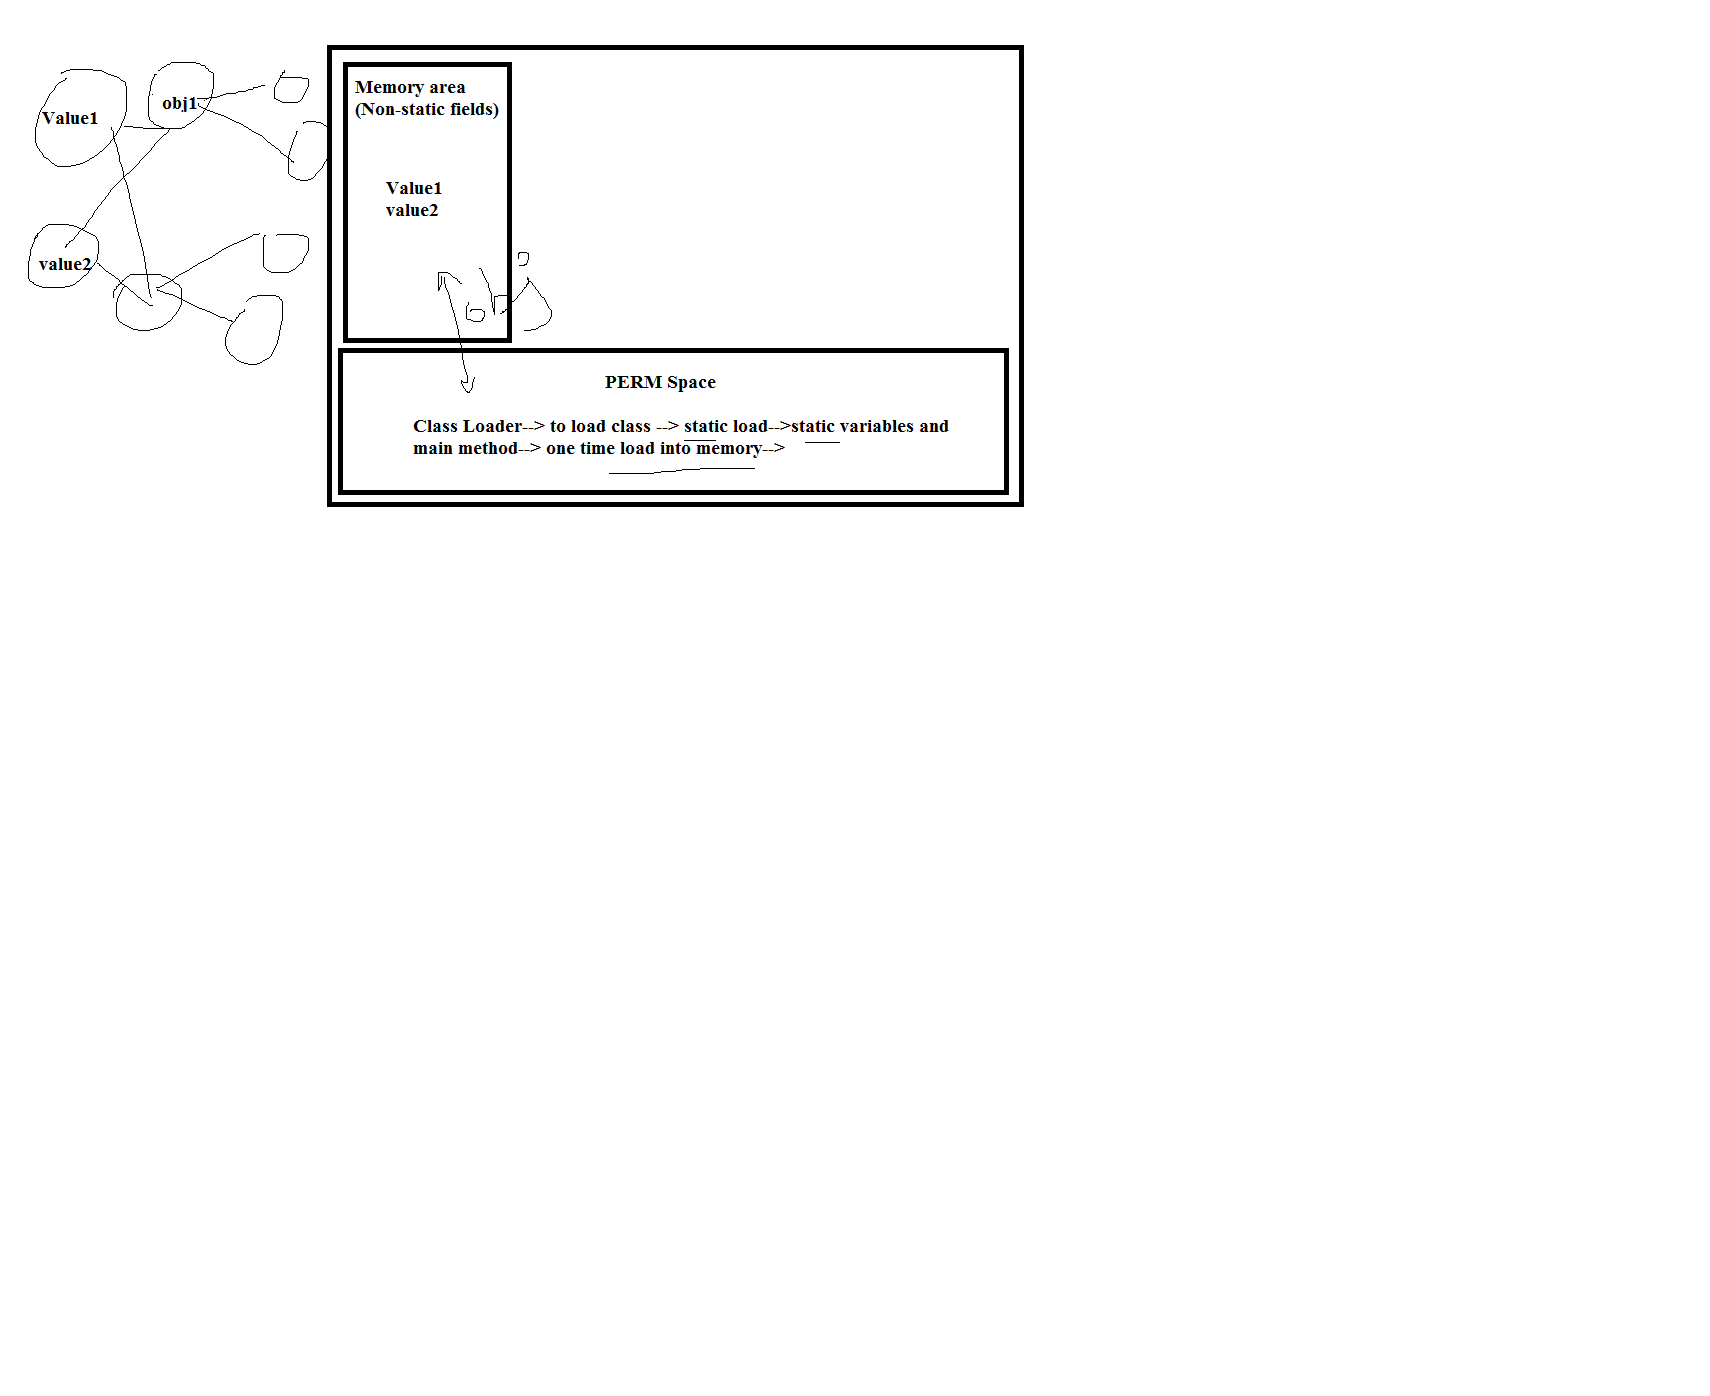 Value1
obj1
value2
Memory area
(Non-static fields)
Value1
value2
PERM Space
Class Loader--> to load class --> static load-->static variables and
main method--> one time load into memory-->